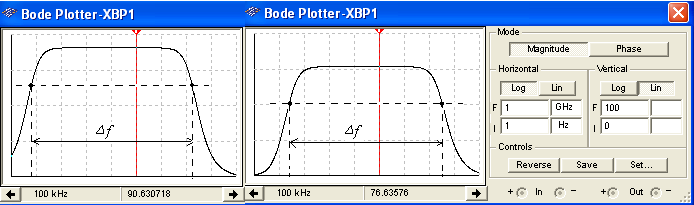 Bode Plotter-XBP1
Δf
100 kHz 90.630718
Bode Plotter-XBP1
Δf
100 kHz 76.63576
Mode
Magnitude Phase
Horizontal Vertical
Log Lin Log Lin
F 1 GHz F 100
I 1 Hz I 0
Controls
Reverse Save Set...
+ In - + Out -